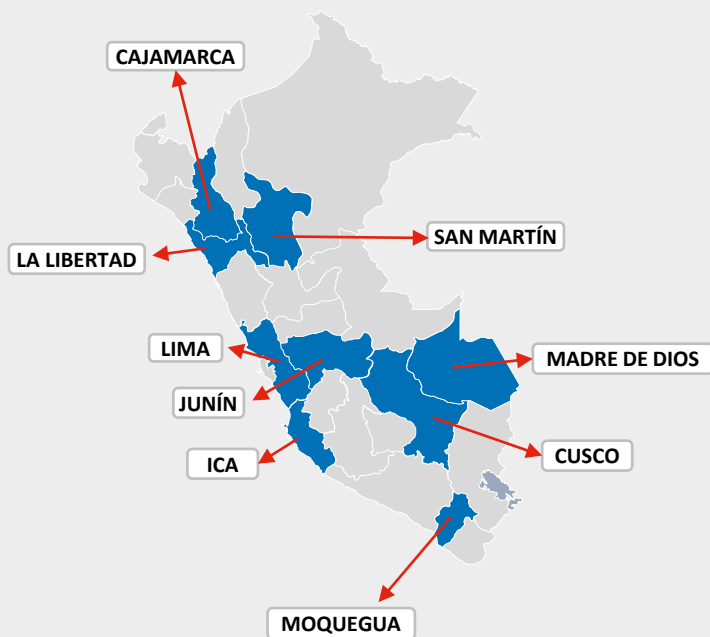 CAJAMARCA
SAN MARTÍN
LA LIBERTAD
LIMA
MADRE DE DIOS
JUNÍN
CUSCO
ICA
MOQUEGUA